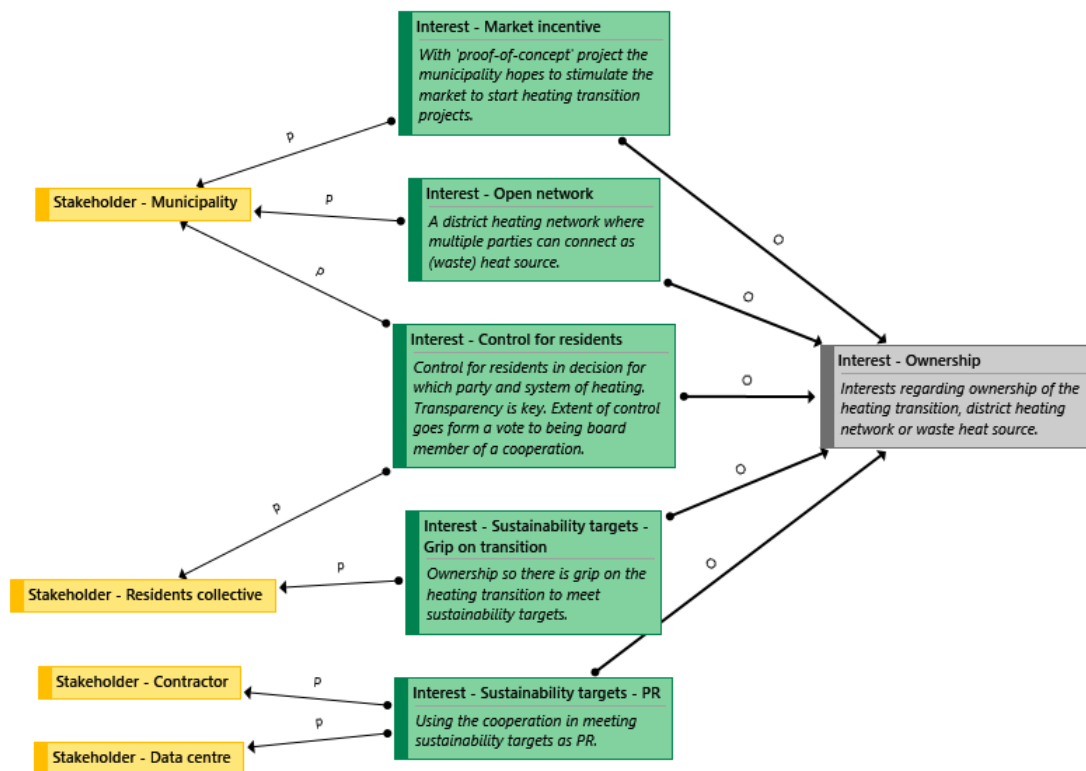 Interest - Market incentive
With 'proof-of-concept' project the
municipality hopes to stimulate the
market to start heating transition
projects.
p
Stakeholder - Municipality
p
Interest - Open network
A district heating network where
multiple parties can connect as
(waste) heat source.
O
p
O
Interest - Control for residents
Control for residents in decision for
which party and system of heating.
Transparency is key. Extent of control
goes form a vote to being board
member of a cooperation.
O
Interest - Ownership
Interests regarding ownership of the
heating transition, district heating
network or waste heat source.
p
O
Interest - Sustainability targets -
Grip on transition
Ownership so there is grip on the
heating transition to meet
sustainability targets.
p
Stakeholder - Residents collective
O
Stakeholder - Contractor
p
Interest - Sustainability targets - PR
Using the cooperation in meeting
sustainability targets as PR.
p
Stakeholder - Data centre